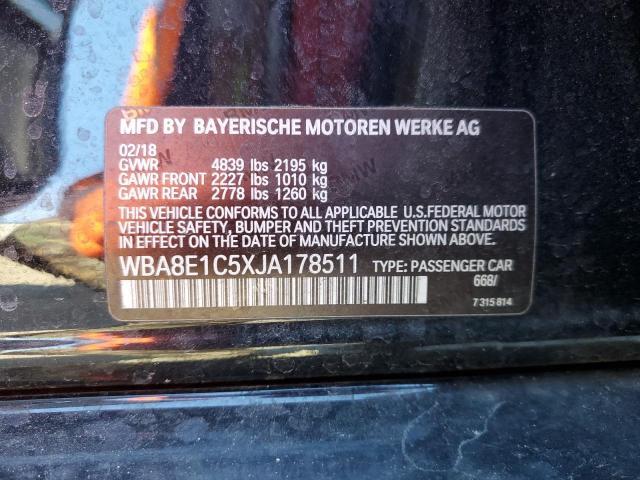 MFD BY BAYERISCHE MOTOREN WERKE AG
02/18
GVWR 4839 lbs 2195 kg
GAWR FRONT 2227 lbs 1010 kg
GAWR REAR 2778 lbs 1260 kg
THIS VEHICLE CONFORMS TO ALL APPLICABLE U.S.FEDERAL MOTOR
VEHICLE SAFETY, BUMPER AND THEFT PREVENTION STANDARDS IN
EFFECT ON THE DATE OF MANUFACTURE SHOWN ABOVE
WBA8E1C5XJA178511 TYPE: PASSENGER CAR
668/
7 315 814